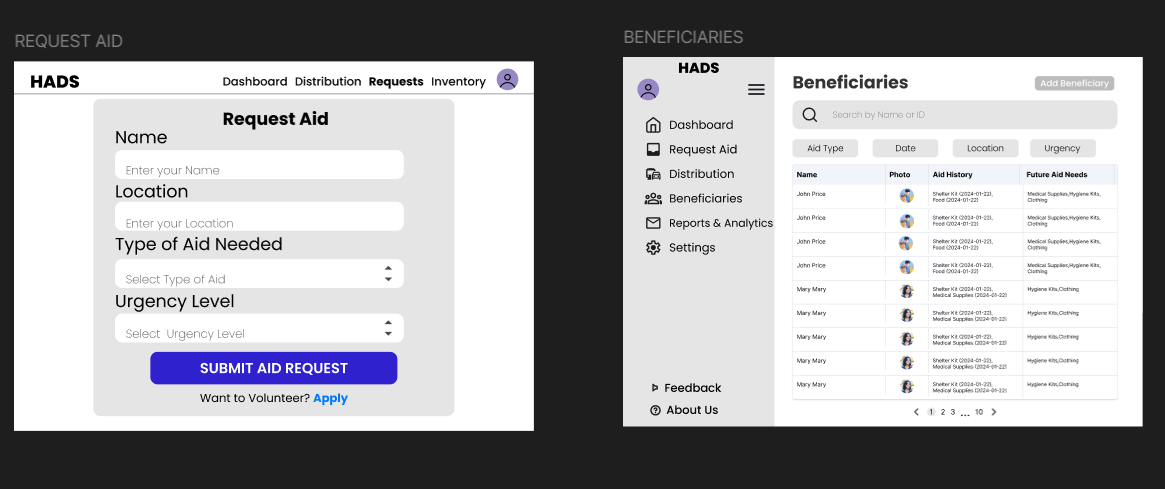 REQUEST AID
HADS
Dashboard Distribution Requests Inventory
Request Aid
Name
Enter your Name
Location
Enter your Location
Type of Aid Needed
Select Type of Aid
Urgency Level
Select Urgency Level
SUBMIT AID REQUEST
Want to Volunteer? Apply
BENEFICIARIES
HADS
Dashboard
Request Aid
Distribution
Beneficiaries
Reports & Analytics
Settings
Feedback
About Us
Beneficiaries
Add Beneficiary
Search by Name or ID
Aid Type Date Location Urgency
Name Photo Aid History Future Aid Needs
John Price Shelter Kit (2024-01-22), Medical Supplies,Hygiene Kits,
Food (2024-01-22) Clothing
John Price Shelter Kit (2024-01-22), Medical Supplies,Hygiene Kits,
Food (2024-01-22) Clothing
John Price Shelter Kit (2024-01-22), Medical Supplies,Hygiene Kits,
Food (2024-01-22) Clothing
John Price Shelter Kit (2024-01-22), Medical Supplies,Hygiene Kits,
Food (2024-01-22) Clothing
Mary Mary Shelter Kit (2024-01-22), Hygiene Kits,Clothing
Medical Supplies (2024-01-22)
Mary Mary Shelter Kit (2024-01-22), Hygiene Kits,Clothing
Medical Supplies (2024-01-22)
Mary Mary Shelter Kit (2024-01-22), Hygiene Kits,Clothing
Medical Supplies (2024-01-22)
Mary Mary Shelter Kit (2024-01-22), Hygiene Kits,Clothing
Medical Supplies (2024-01-22)
Mary Mary Shelter Kit (2024-01-22), Hygiene Kits,Clothing
Medical Supplies (2024-01-22)
1 2 3 ... 10